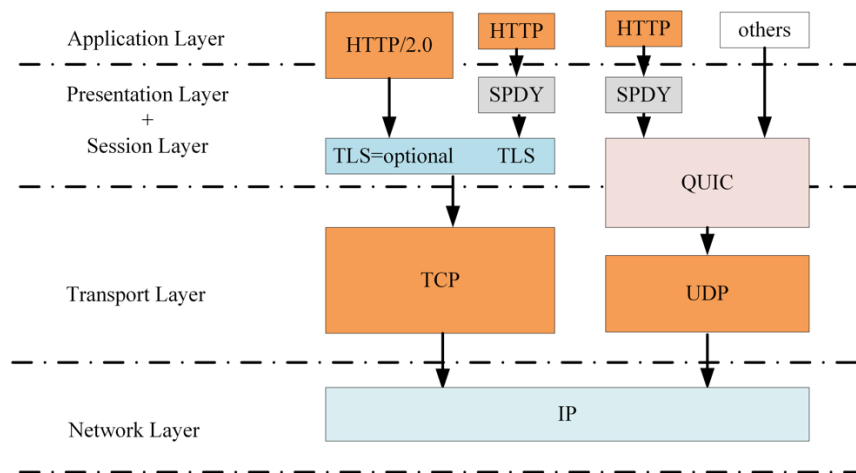 Application Layer
HTTP/2.0
HTTP
HTTP
others
Presentation Layer
+
Session Layer
SPDY
SPDY
TLS=optional
TLS
QUIC
Transport Layer
TCP
UDP
Network Layer
IP